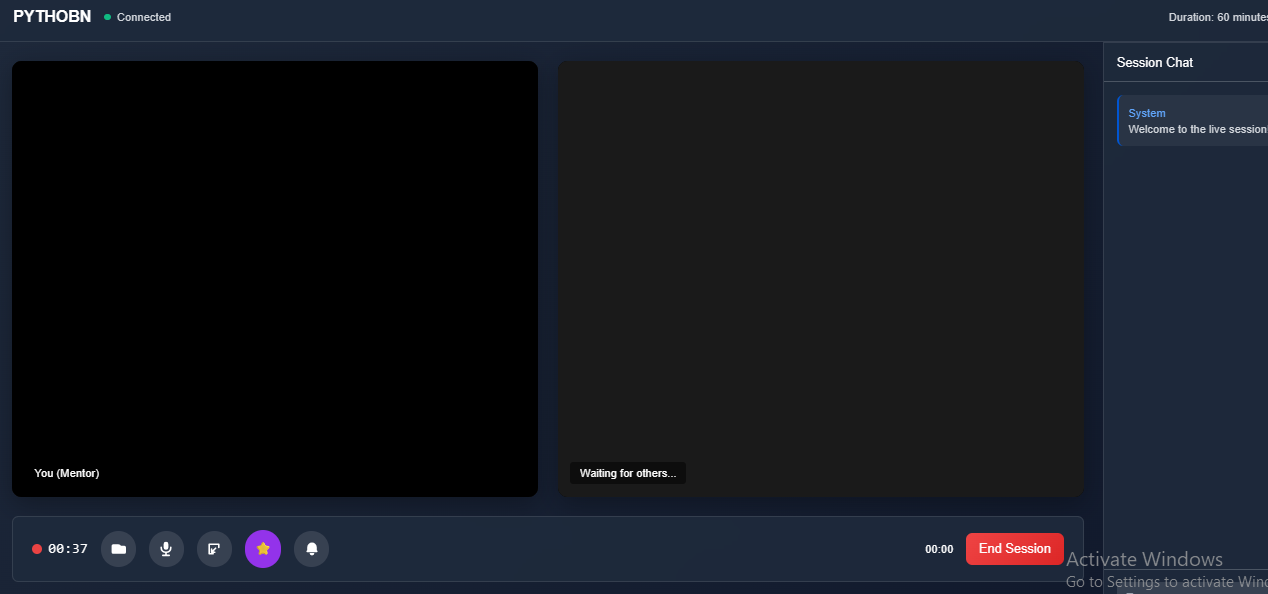 PYTHOBN
Connected
Duration: 60 minutes
Session Chat
System
Welcome to the live session!
You (Mentor)
Waiting for others...
00:37
00:00
End Session
Activate Windows
Go to Settings to activate Wind